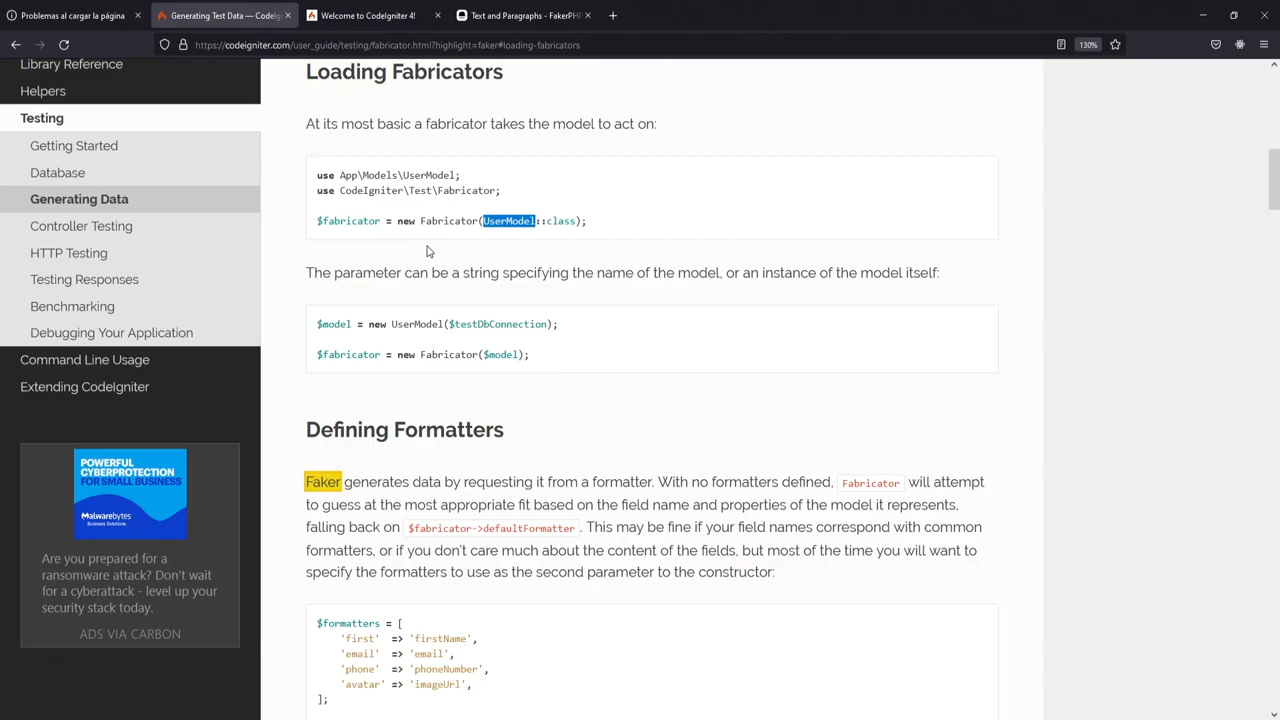 Problemas al cargar la página
Generating Test Data — CodeIgni
Welcome to CodeIgniter 4!
Text and Paragraphs - FakerPHP
https://codeigniter.com/user_guide/testing/fabricator.html?highlight=faker#loading-fabricators
130%
Library Reference
Helpers
Testing
Getting Started
Database
Generating Data
Controller Testing
HTTP Testing
Testing Responses
Benchmarking
Debugging Your Application
Command Line Usage
Extending CodeIgniter
POWERFUL
CYBERPROTECTION
FOR SMALL BUSINESS
Malwarebytes
Are you prepared for a
ransomware attack? Don't wait
for a cyberattack - level up your
security stack today.
ADS VIA CARBON
Loading Fabricators
At its most basic a fabricator takes the model to act on:
use App\Models\UserModel;
use CodeIgniter\Test\Fabricator;
$fabricator = new Fabricator(UserModel::class);
The parameter can be a string specifying the name of the model, or an instance of the model itself:
$model = new UserModel($testDbConnection);
$fabricator = new Fabricator($model);
Defining Formatters
Faker generates data by requesting it from a formatter. With no formatters defined, Fabricator will attempt
to guess at the most appropriate fit based on the field name and properties of the model it represents,
falling back on $fabricator->defaultFormatter. This may be fine if your field names correspond with common
formatters, or if you don't care much about the content of the fields, but most of the time you will want to
specify the formatters to use as the second parameter to the constructor:
$formatters = [
'first' => 'firstName',
'email' => 'email',
'phone' => 'phoneNumber',
'avatar' => 'imageUrl',
];